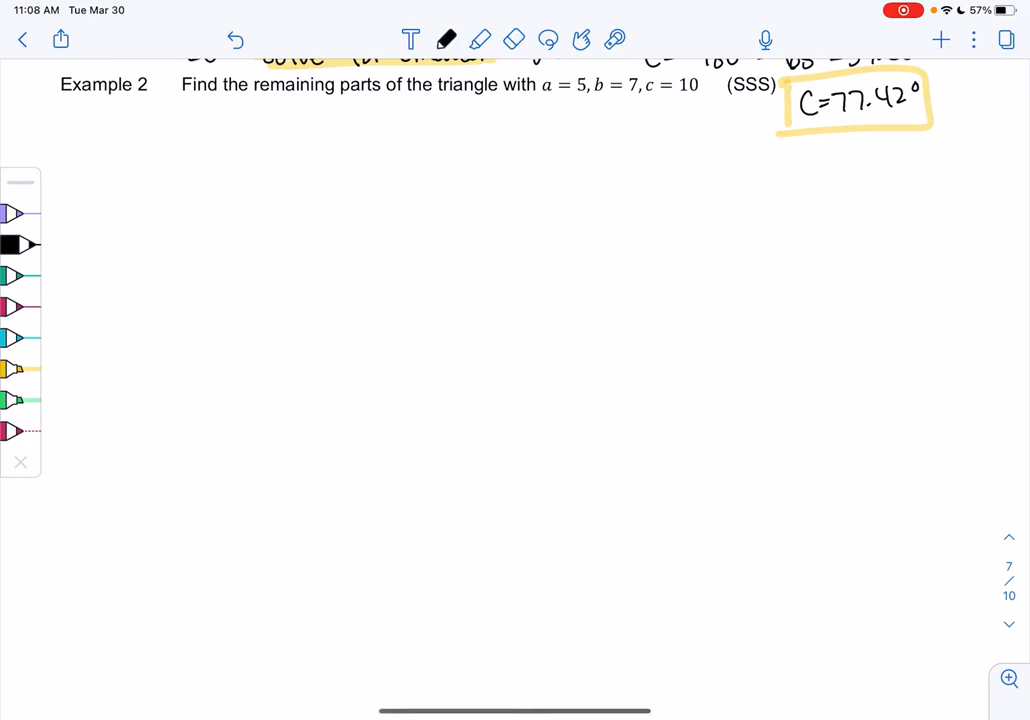 11:08 AM Tue Mar 30 57%
Example 2 Find the remaining parts of the triangle with a = 5, b = 7, c = 10 (SSS)
C=77.42°
7
/
10